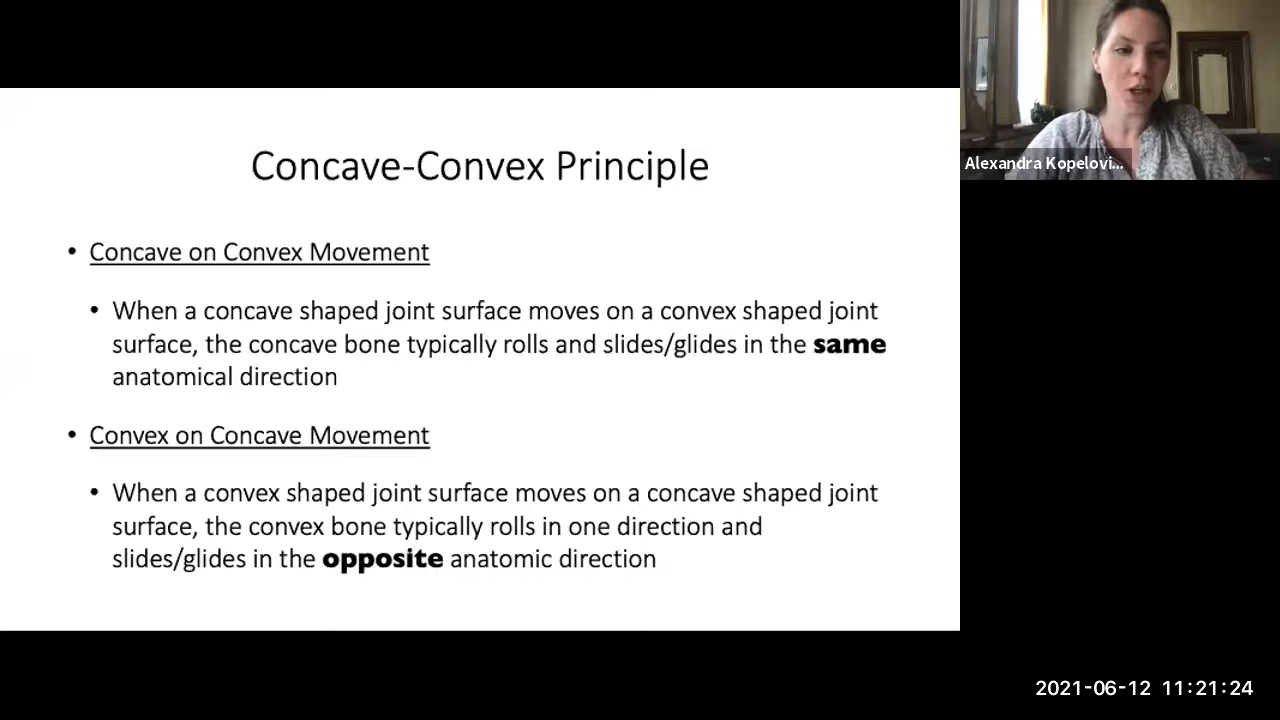 Concave-Convex Principle
• Concave on Convex Movement
• When a concave shaped joint surface moves on a convex shaped joint
surface, the concave bone typically rolls and slides/glides in the same
anatomical direction
• Convex on Concave Movement
• When a convex shaped joint surface moves on a concave shaped joint
surface, the convex bone typically rolls in one direction and
slides/glides in the opposite anatomic direction
Alexandra Kopelovi...
2021-06-12 11:21:24